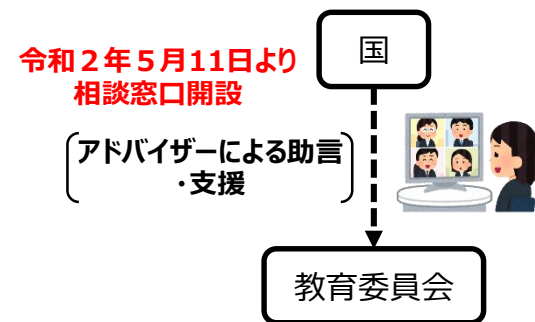 国
令和２年５月11日より
相談窓口開設
アドバイザーによる助言
・支援
教育委員会